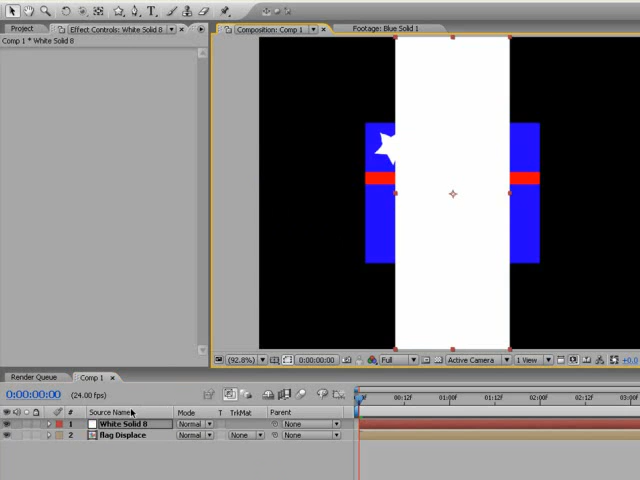 Project
Effect Controls: White Solid 8
Composition: Comp 1
Footage: Blue Solid 1
Comp 1 * White Solid 8
(92.8%)
0:00:00:00
Full
Active Camera
1 View
+0.0
Render Queue
Comp 1
0:00:00:00
(24.00 fps)
# Source Name
Mode
T TrkMat
Parent
00:12F
01:00F
01:12F
02:00F
02:12F
03:00F
1
White Solid 8
Normal
None
2
flag Displace
Normal
None
None